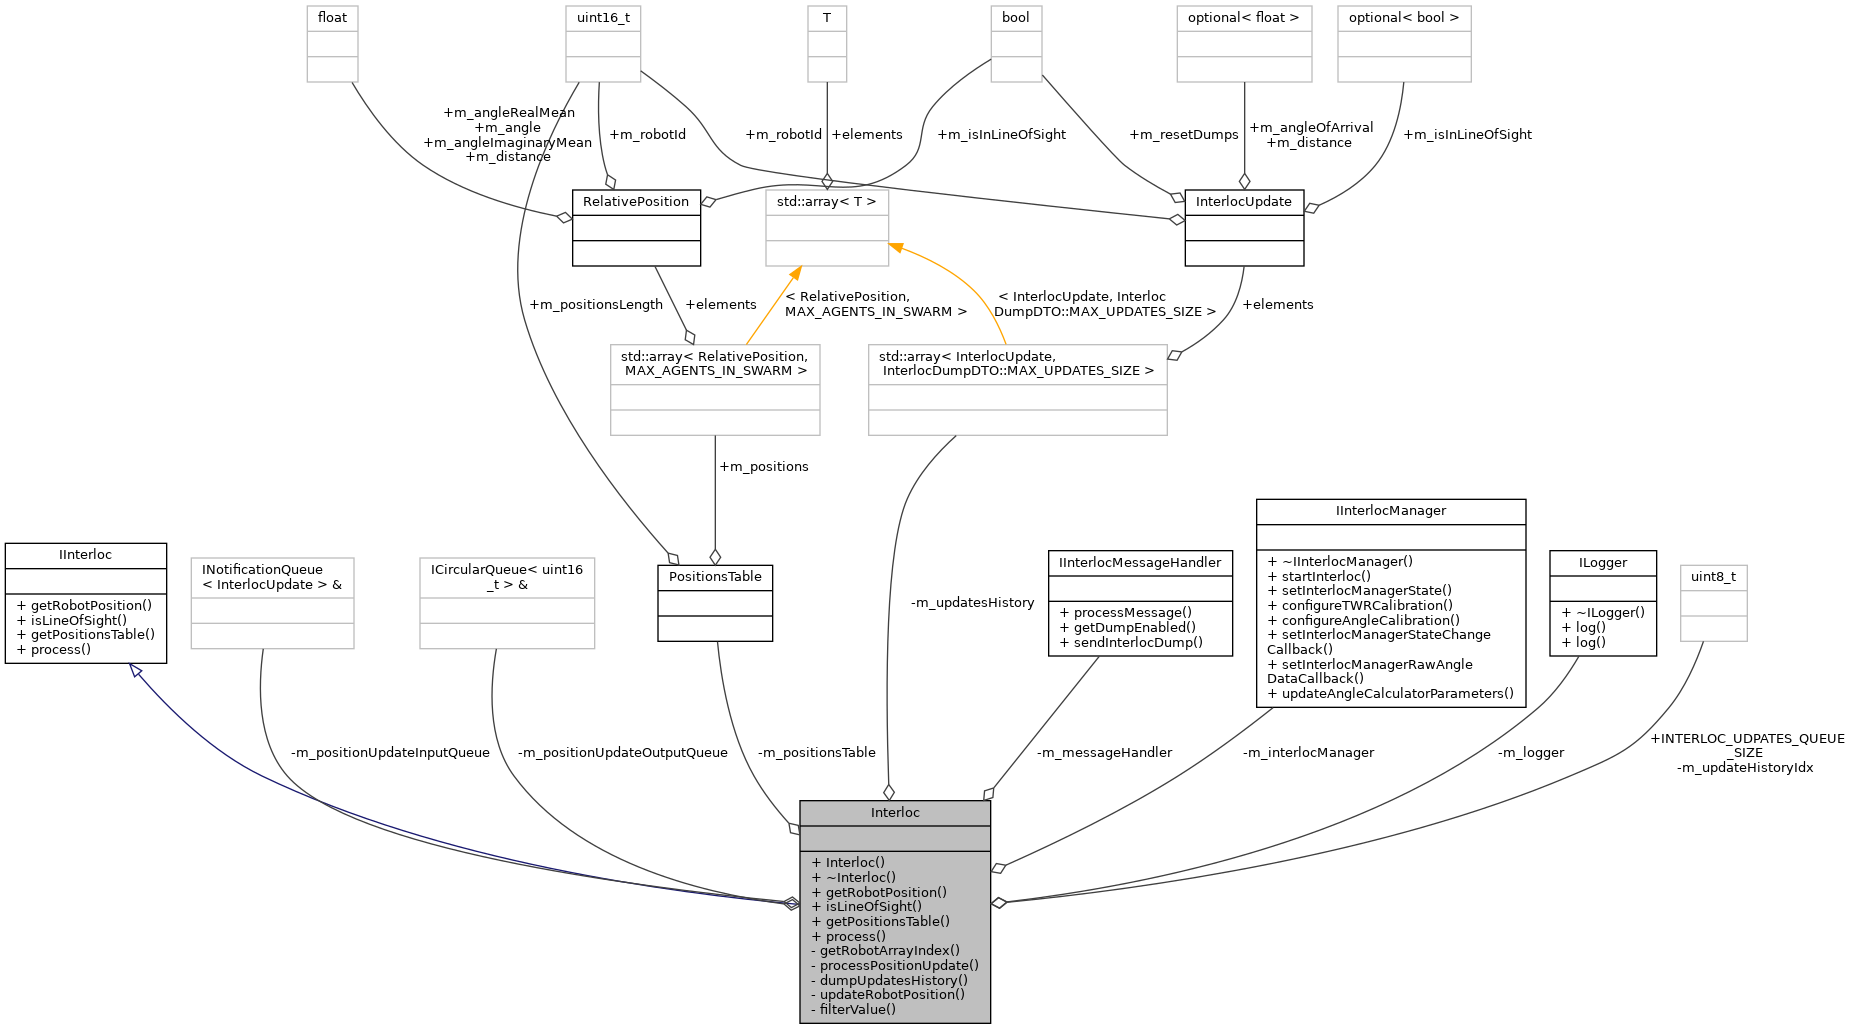 float
uint16_t
T
bool
optional< float >
optional< bool >
+m_angleRealMean
+m_angle
+m_angleImaginaryMean
+m_distance
+m_robotId
+m_robotId
+elements
+m_isInLineOfSight
+m_resetDumps
+m_angleOfArrival
+m_distance
+m_isInLineOfSight
RelativePosition
std::array< T >
InterlocUpdate
+m_positionsLength
+elements
< RelativePosition,
MAX_AGENTS_IN_SWARM >
< InterlocUpdate, Interloc
DumpDTO::MAX_UPDATES_SIZE >
+elements
std::array< RelativePosition,
MAX_AGENTS_IN_SWARM >
std::array< InterlocUpdate,
InterlocDumpDTO::MAX_UPDATES_SIZE >
+m_positions
IInterloc
+ getRobotPosition()
+ isLineOfSight()
+ getPositionsTable()
+ process()
INotificationQueue
< InterlocUpdate > &
ICircularQueue< uint16
_t > &
PositionsTable
-m_updatesHistory
IInterlocMessageHandler
+ processMessage()
+ getDumpEnabled()
+ sendInterlocDump()
IInterlocManager
+ ~IInterlocManager()
+ startInterloc()
+ setInterlocManagerState()
+ configureTWRCalibration()
+ configureAngleCalibration()
+ setInterlocManagerStateChange
Callback()
+ setInterlocManagerRawAngle
DataCallback()
+ updateAngleCalculatorParameters()
ILogger
+ ~ILogger()
+ log()
+ log()
uint8_t
-m_positionUpdateInputQueue
-m_positionUpdateOutputQueue
-m_positionsTable
-m_messageHandler
-m_interlocManager
-m_logger
+INTERLOC_UDPATES_QUEUE
_SIZE
-m_updateHistoryIdx
Interloc
+ Interloc()
+ ~Interloc()
+ getRobotPosition()
+ isLineOfSight()
+ getPositionsTable()
+ process()
- getRobotArrayIndex()
- processPositionUpdate()
- dumpUpdatesHistory()
- updateRobotPosition()
- filterValue()